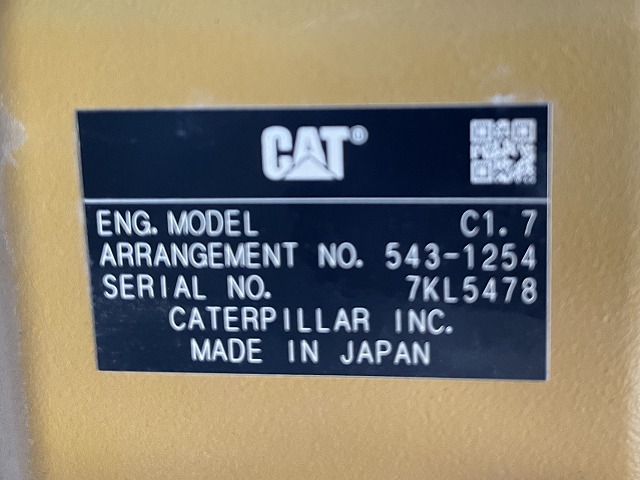 CAT®
ENG. MODEL C1.7
ARRANGEMENT NO. 543-1254
SERIAL NO. 7KL5478
CATERPILLAR INC.
MADE IN JAPAN